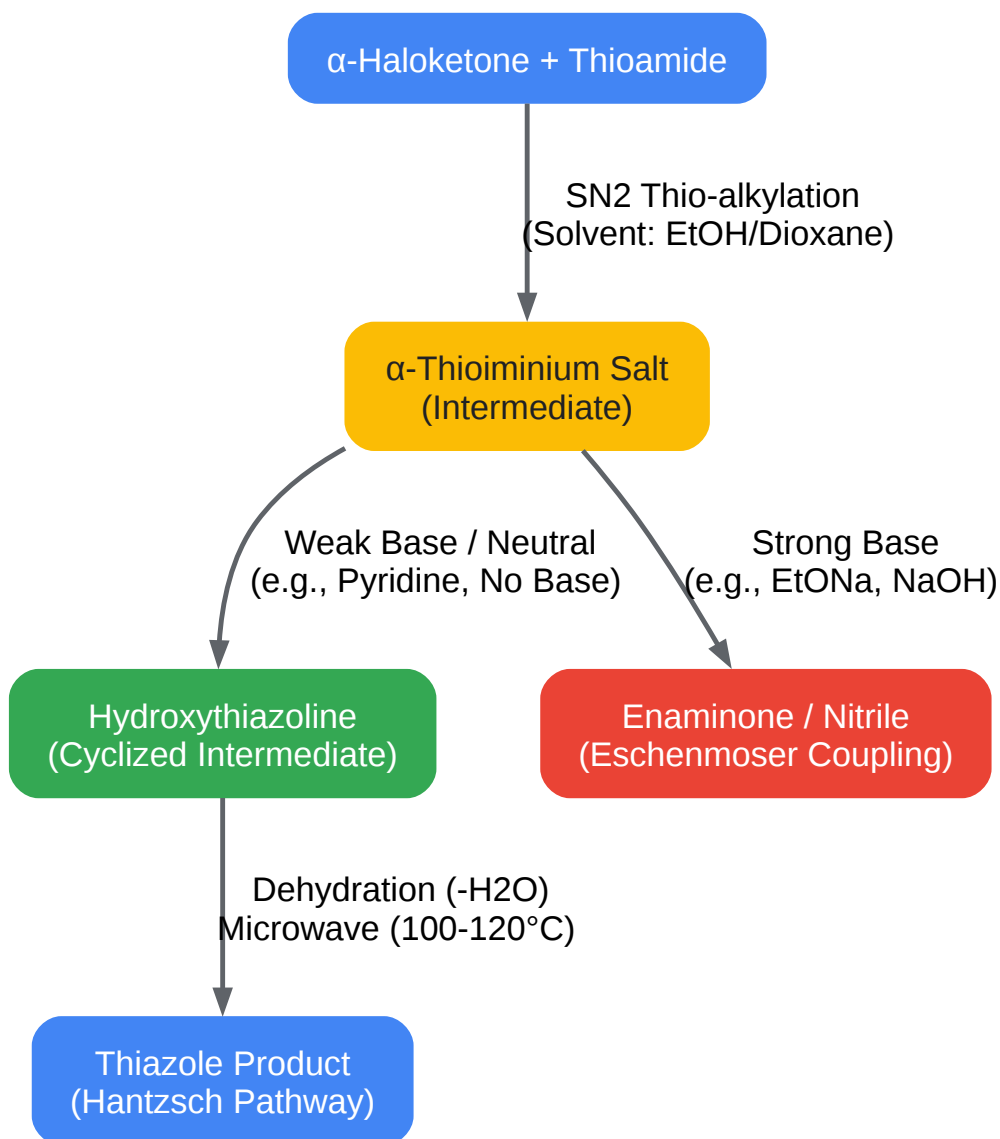 α-Haloketone + Thioamide
SN2 Thio-alkylation
(Solvent: EtOH/Dioxane)
α-Thioiminium Salt
(Intermediate)
Weak Base / Neutral
(e.g., Pyridine, No Base)
Strong Base
(e.g., EtONa, NaOH)
Hydroxythiazoline
(Cyclized Intermediate)
Enaminone / Nitrile
(Eschenmoser Coupling)
Dehydration (-H2O)
Microwave (100-120°C)
Thiazole Product
(Hantzsch Pathway)